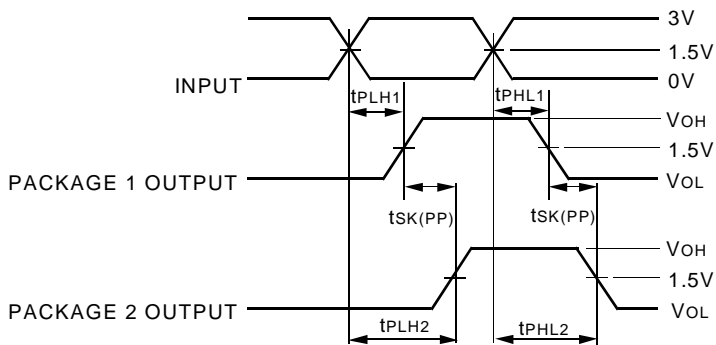 3V
1.5V
INPUT
0V
tPLH1
tPHL1
VOH
1.5V
PACKAGE 1 OUTPUT
VOL
tSK(PP)
tSK(PP)
VOH
1.5V
PACKAGE 2 OUTPUT
VOL
tPLH2
tPHL2